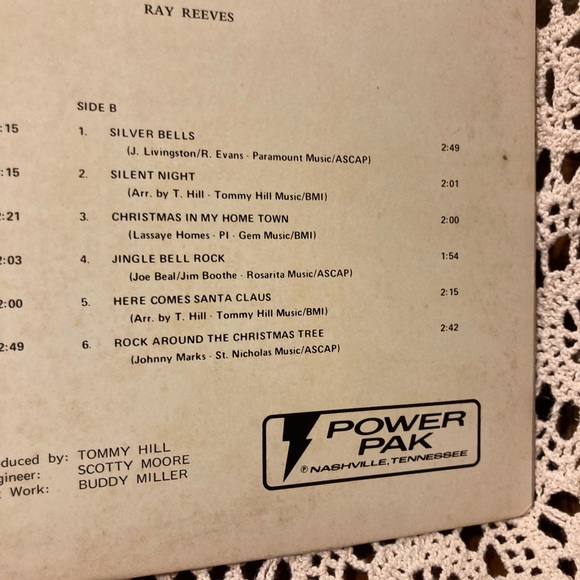 RAY REEVES
SIDE B
:15
1. SILVER BELLS 2:49
(J. Livingston/R. Evans - Paramount Music/ASCAP)
:15
2. SILENT NIGHT 2:01
(Arr. by T. Hill - Tommy Hill Music/BMI)
:21
3. CHRISTMAS IN MY HOME TOWN 2:00
(Lassaye Homes - PI - Gem Music/BMI)
2:03
4. JINGLE BELL ROCK 1:54
(Joe Beal/Jim Boothe - Rosarita Music/ASCAP)
2:00
5. HERE COMES SANTA CLAUS 2:15
(Arr. by T. Hill - Tommy Hill Music/BMI)
2:49
6. ROCK AROUND THE CHRISTMAS TREE 2:42
(Johnny Marks - St. Nicholas Music/ASCAP)
oduced by: TOMMY HILL
gineer: SCOTTY MOORE
t Work: BUDDY MILLER
POWER
PAK
℗ NASHVILLE, TENNESSEE